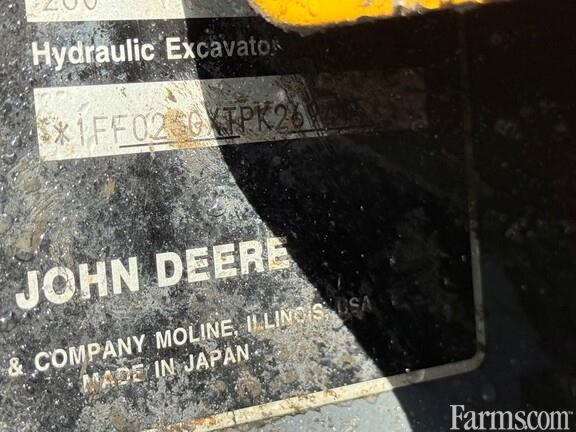 Hydraulic Excavator
JOHN DEERE
& COMPANY MOLINE, ILLINOIS USA
MADE IN JAPAN
Farms.com